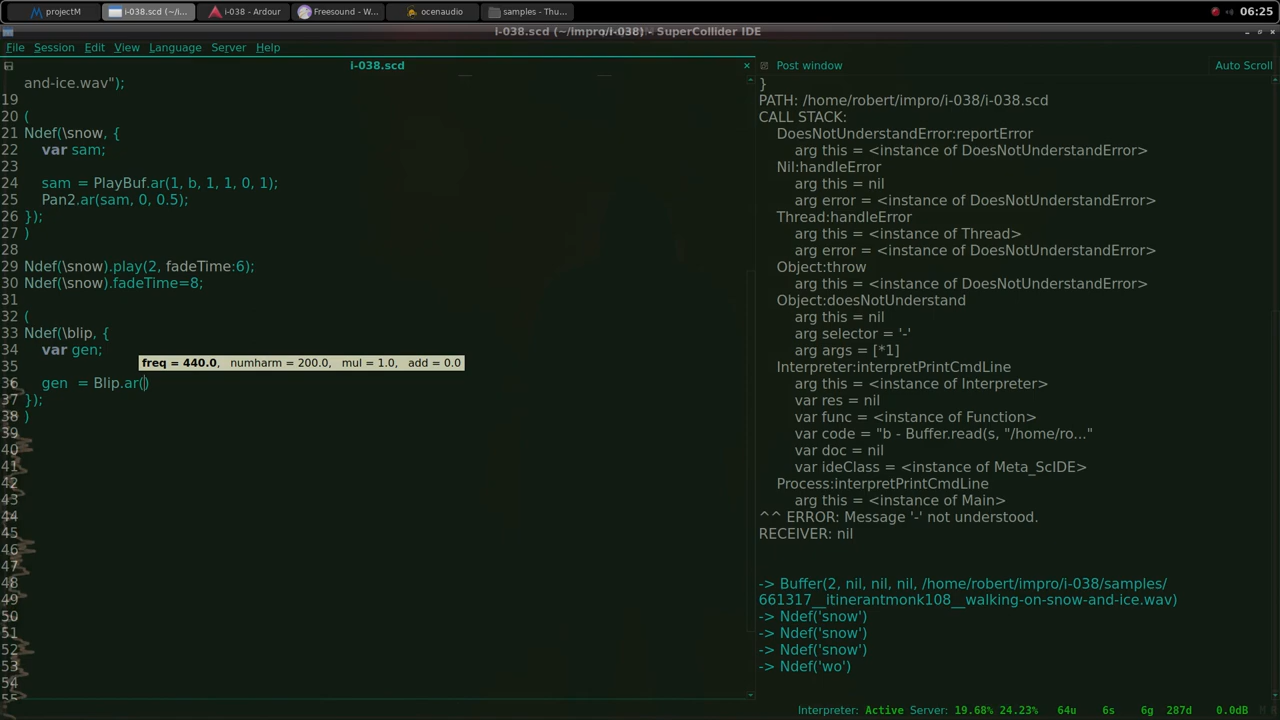 projectM
i-038.scd (~/i...
i-038 - Ardour
Freesound - W...
ocenaudio
samples - Thu...
06:25
i-038.scd (~/impro/i-038) - SuperCollider IDE
File Session Edit View Language Server Help
i-038.scd
and-ice.wav");
19
20 (
21 Ndef(\snow, {
22 var sam;
23
24 sam = PlayBuf.ar(1, b, 1, 1, 0, 1);
25 Pan2.ar(sam, 0, 0.5);
26 });
27 )
28
29 Ndef(\snow).play(2, fadeTime:6);
30 Ndef(\snow).fadeTime=8;
31
32 (
33 Ndef(\blip, {
34 var gen;
35 freq = 440.0, numharm = 200.0, mul = 1.0, add = 0.0
36 gen = Blip.ar()
37 });
38 )
39
40
41
42
43
44
45
46
47
48
49
50
51
52
53
54
55
Post window
Auto Scroll
}
PATH: /home/robert/impro/i-038/i-038.scd
CALL STACK:
DoesNotUnderstandError:reportError
arg this = <instance of DoesNotUnderstandError>
Nil:handleError
arg this = nil
arg error = <instance of DoesNotUnderstandError>
Thread:handleError
arg this = <instance of Thread>
arg error = <instance of DoesNotUnderstandError>
Object:throw
arg this = <instance of DoesNotUnderstandError>
Object:doesNotUnderstand
arg this = nil
arg selector = '-'
arg args = [*1]
Interpreter:interpretPrintCmdLine
arg this = <instance of Interpreter>
var res = nil
var func = <instance of Function>
var code = "b - Buffer.read(s, "/home/ro..."
var doc = nil
var ideClass = <instance of Meta_ScIDE>
Process:interpretPrintCmdLine
arg this = <instance of Main>
^^ ERROR: Message '-' not understood.
RECEIVER: nil
-> Buffer(2, nil, nil, nil, /home/robert/impro/i-038/samples/
661317__itinerantmonk108__walking-on-snow-and-ice.wav)
-> Ndef('snow')
-> Ndef('snow')
-> Ndef('snow')
-> Ndef('wo')
Interpreter: Active Server: 19.68% 24.23% 64u 6s 6g 287d 0.0dB